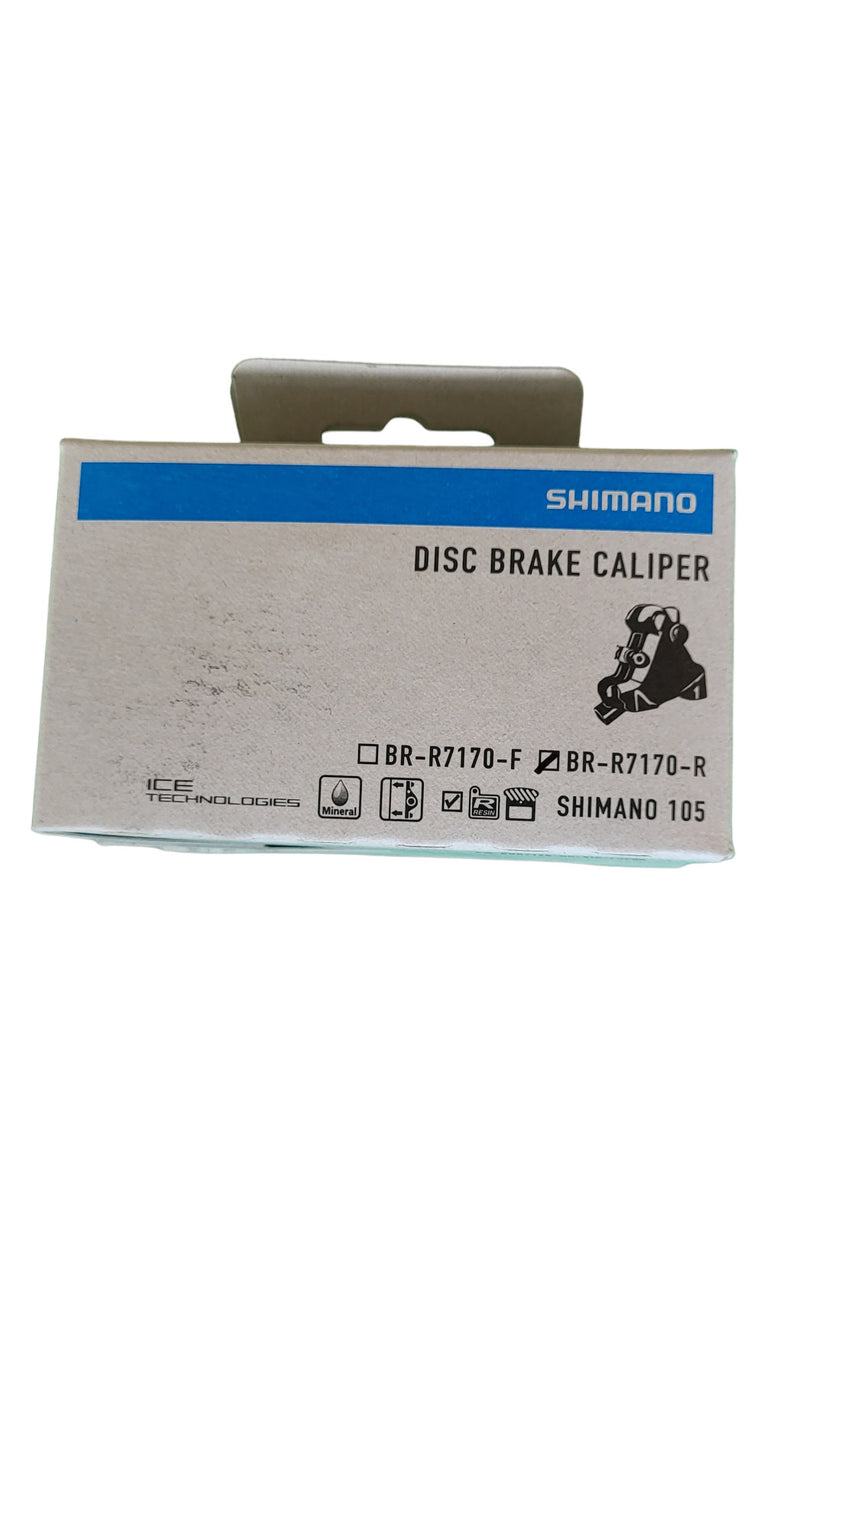 SHIMANO
DISC BRAKE CALIPER
BR-R7170-F BR-R7170-R
ICE
TECHNOLOGIES
Mineral
R
RESIN
SHIMANO 105